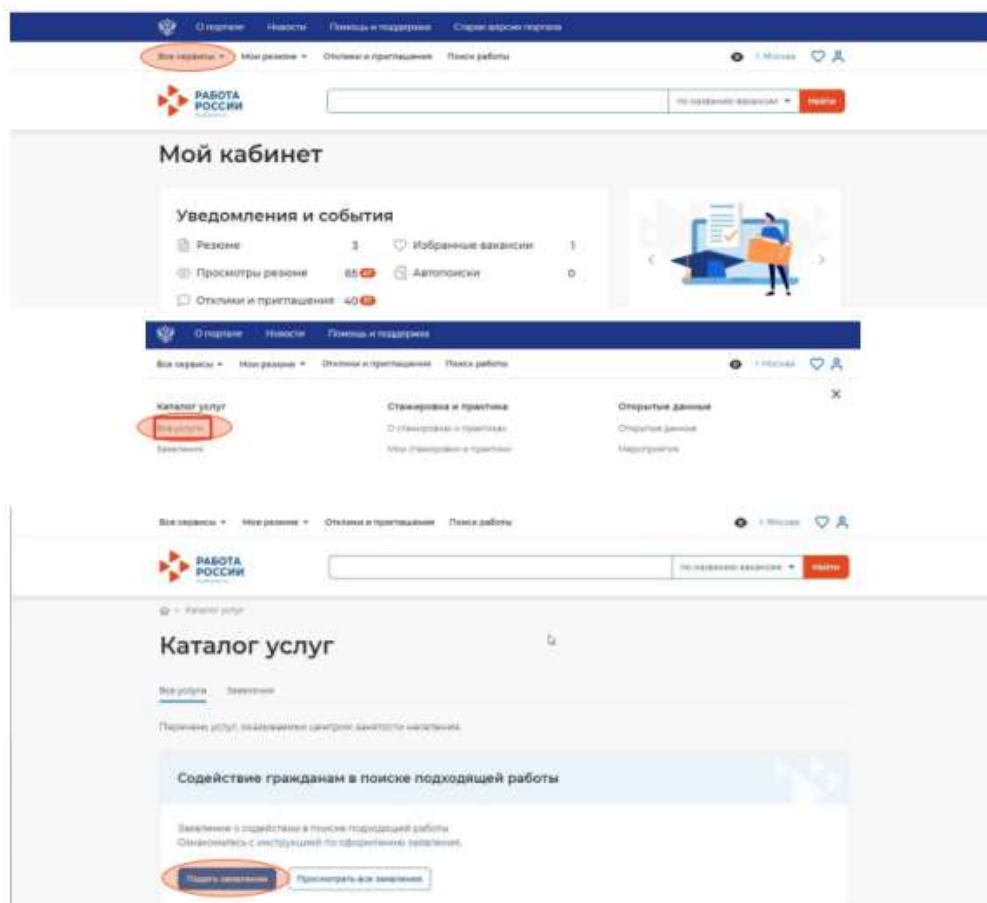 О портале Новости Помощь и поддержка Старая версия портала
Все сервисы Мои резюме Отклики и приглашения Поиск работы г. Москва
РАБОТА РОССИИ по названию вакансии Найти
Мой кабинет
Уведомления и события
Резюме 3 Избранные вакансии 1
Просмотры резюме 65 Автопоиски 0
Отклики и приглашения 40
О портале Новости Помощь и поддержка
Все сервисы Мои резюме Отклики и приглашения Поиск работы г. Москва
Каталог услуг Стажировка и практика Открытые данные
Все услуги О стажировках и практиках Открытые данные
Заявления Мои стажировки и практики Мероприятия
Все сервисы Мои резюме Отклики и приглашения Поиск работы г. Москва
РАБОТА РОССИИ по названию вакансии Найти
Каталог услуг
Каталог услуг
Все услуги Заявления
Перечень услуг, оказываемых центром занятости населения.
Содействие гражданам в поиске подходящей работы
Заявление о содействии в поиске подходящей работы
Ознакомьтесь с инструкцией по оформлению заявления.
Подать заявление Просмотреть все заявления